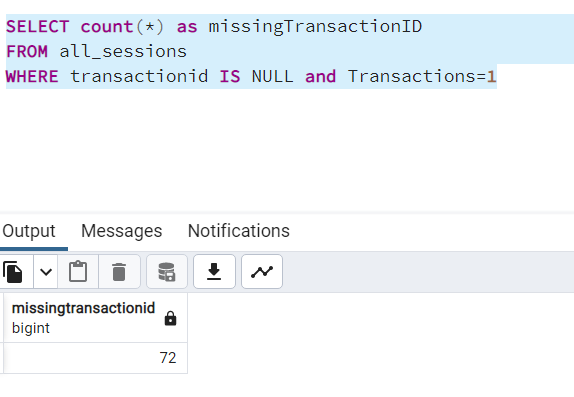 SELECT count(*) as missingTransactionID
FROM all_sessions
WHERE transactionid IS NULL and Transactions=1
Output Messages Notifications
missingtransactionid
bigint
72